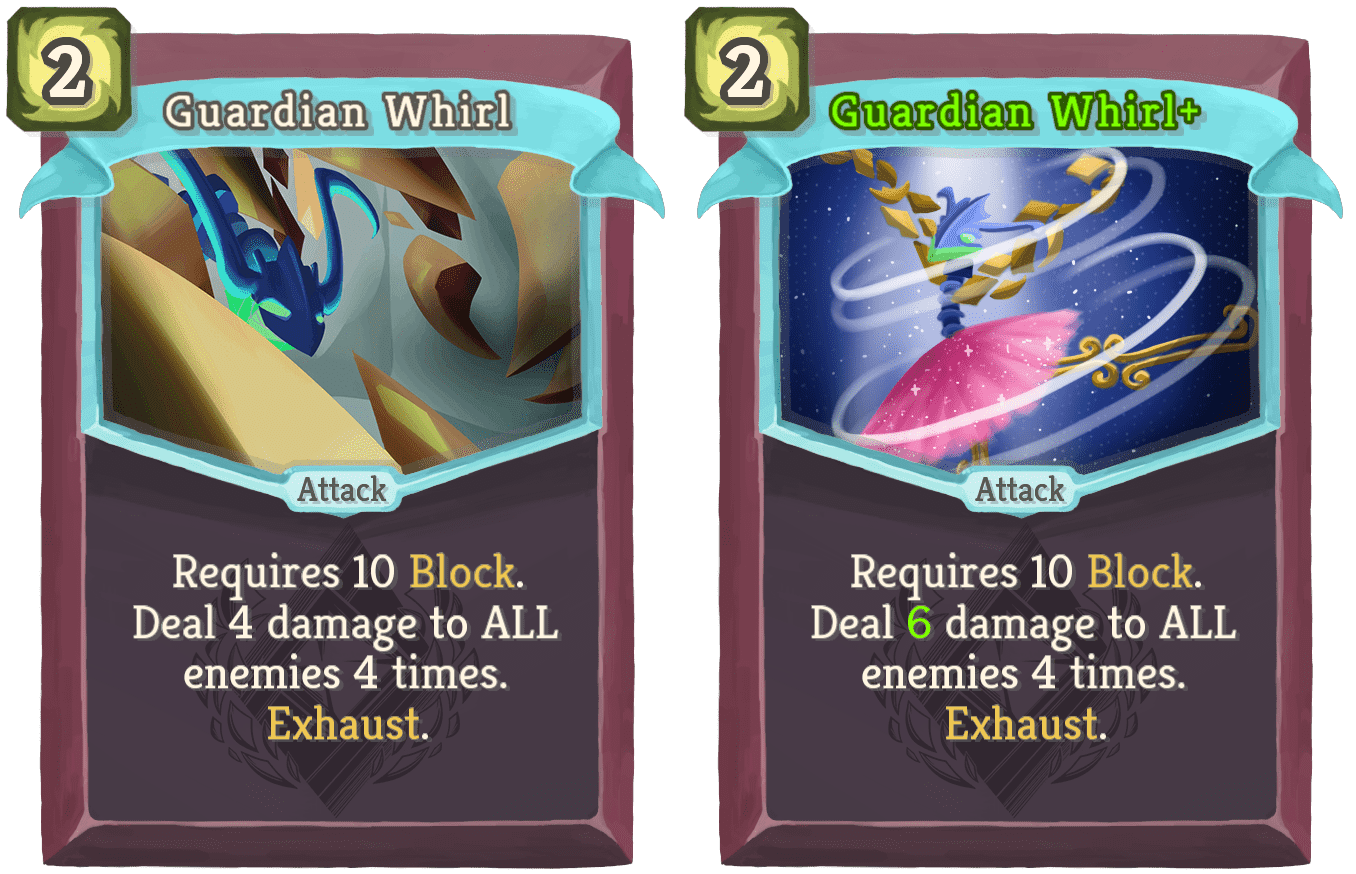 2
Guardian Whirl
Attack
Requires 10 Block.
Deal 4 damage to ALL
enemies 4 times.
Exhaust.
2
Guardian Whirl+
Attack
Requires 10 Block.
Deal 6 damage to ALL
enemies 4 times.
Exhaust.